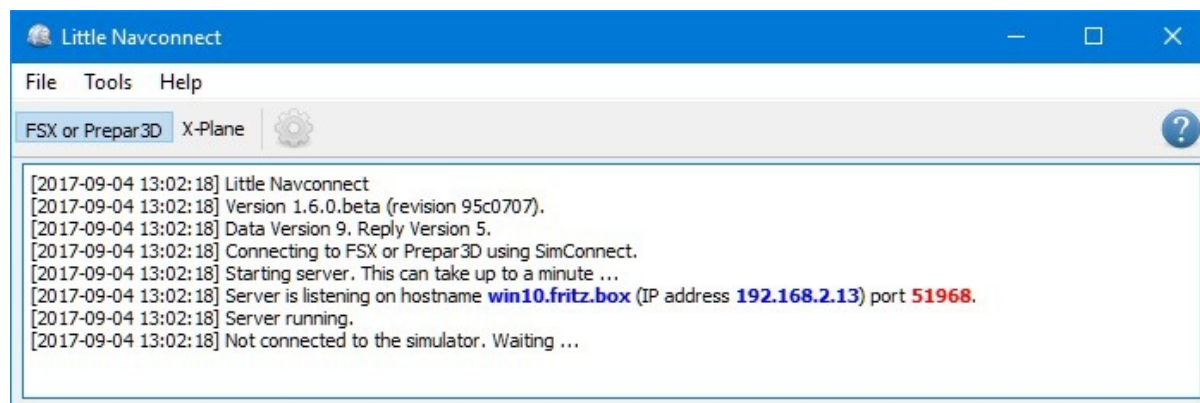 Little Navconnect
File Tools Help
FSX or Prepar3D X-Plane
?
[2017-09-04 13:02:18] Little Navconnect
[2017-09-04 13:02:18] Version 1.6.0.beta (revision 95c0707).
[2017-09-04 13:02:18] Data Version 9. Reply Version 5.
[2017-09-04 13:02:18] Connecting to FSX or Prepar3D using SimConnect.
[2017-09-04 13:02:18] Starting server. This can take up to a minute ...
[2017-09-04 13:02:18] Server is listening on hostname win10.fritz.box (IP address 192.168.2.13) port 51968.
[2017-09-04 13:02:18] Server running.
[2017-09-04 13:02:18] Not connected to the simulator. Waiting ...